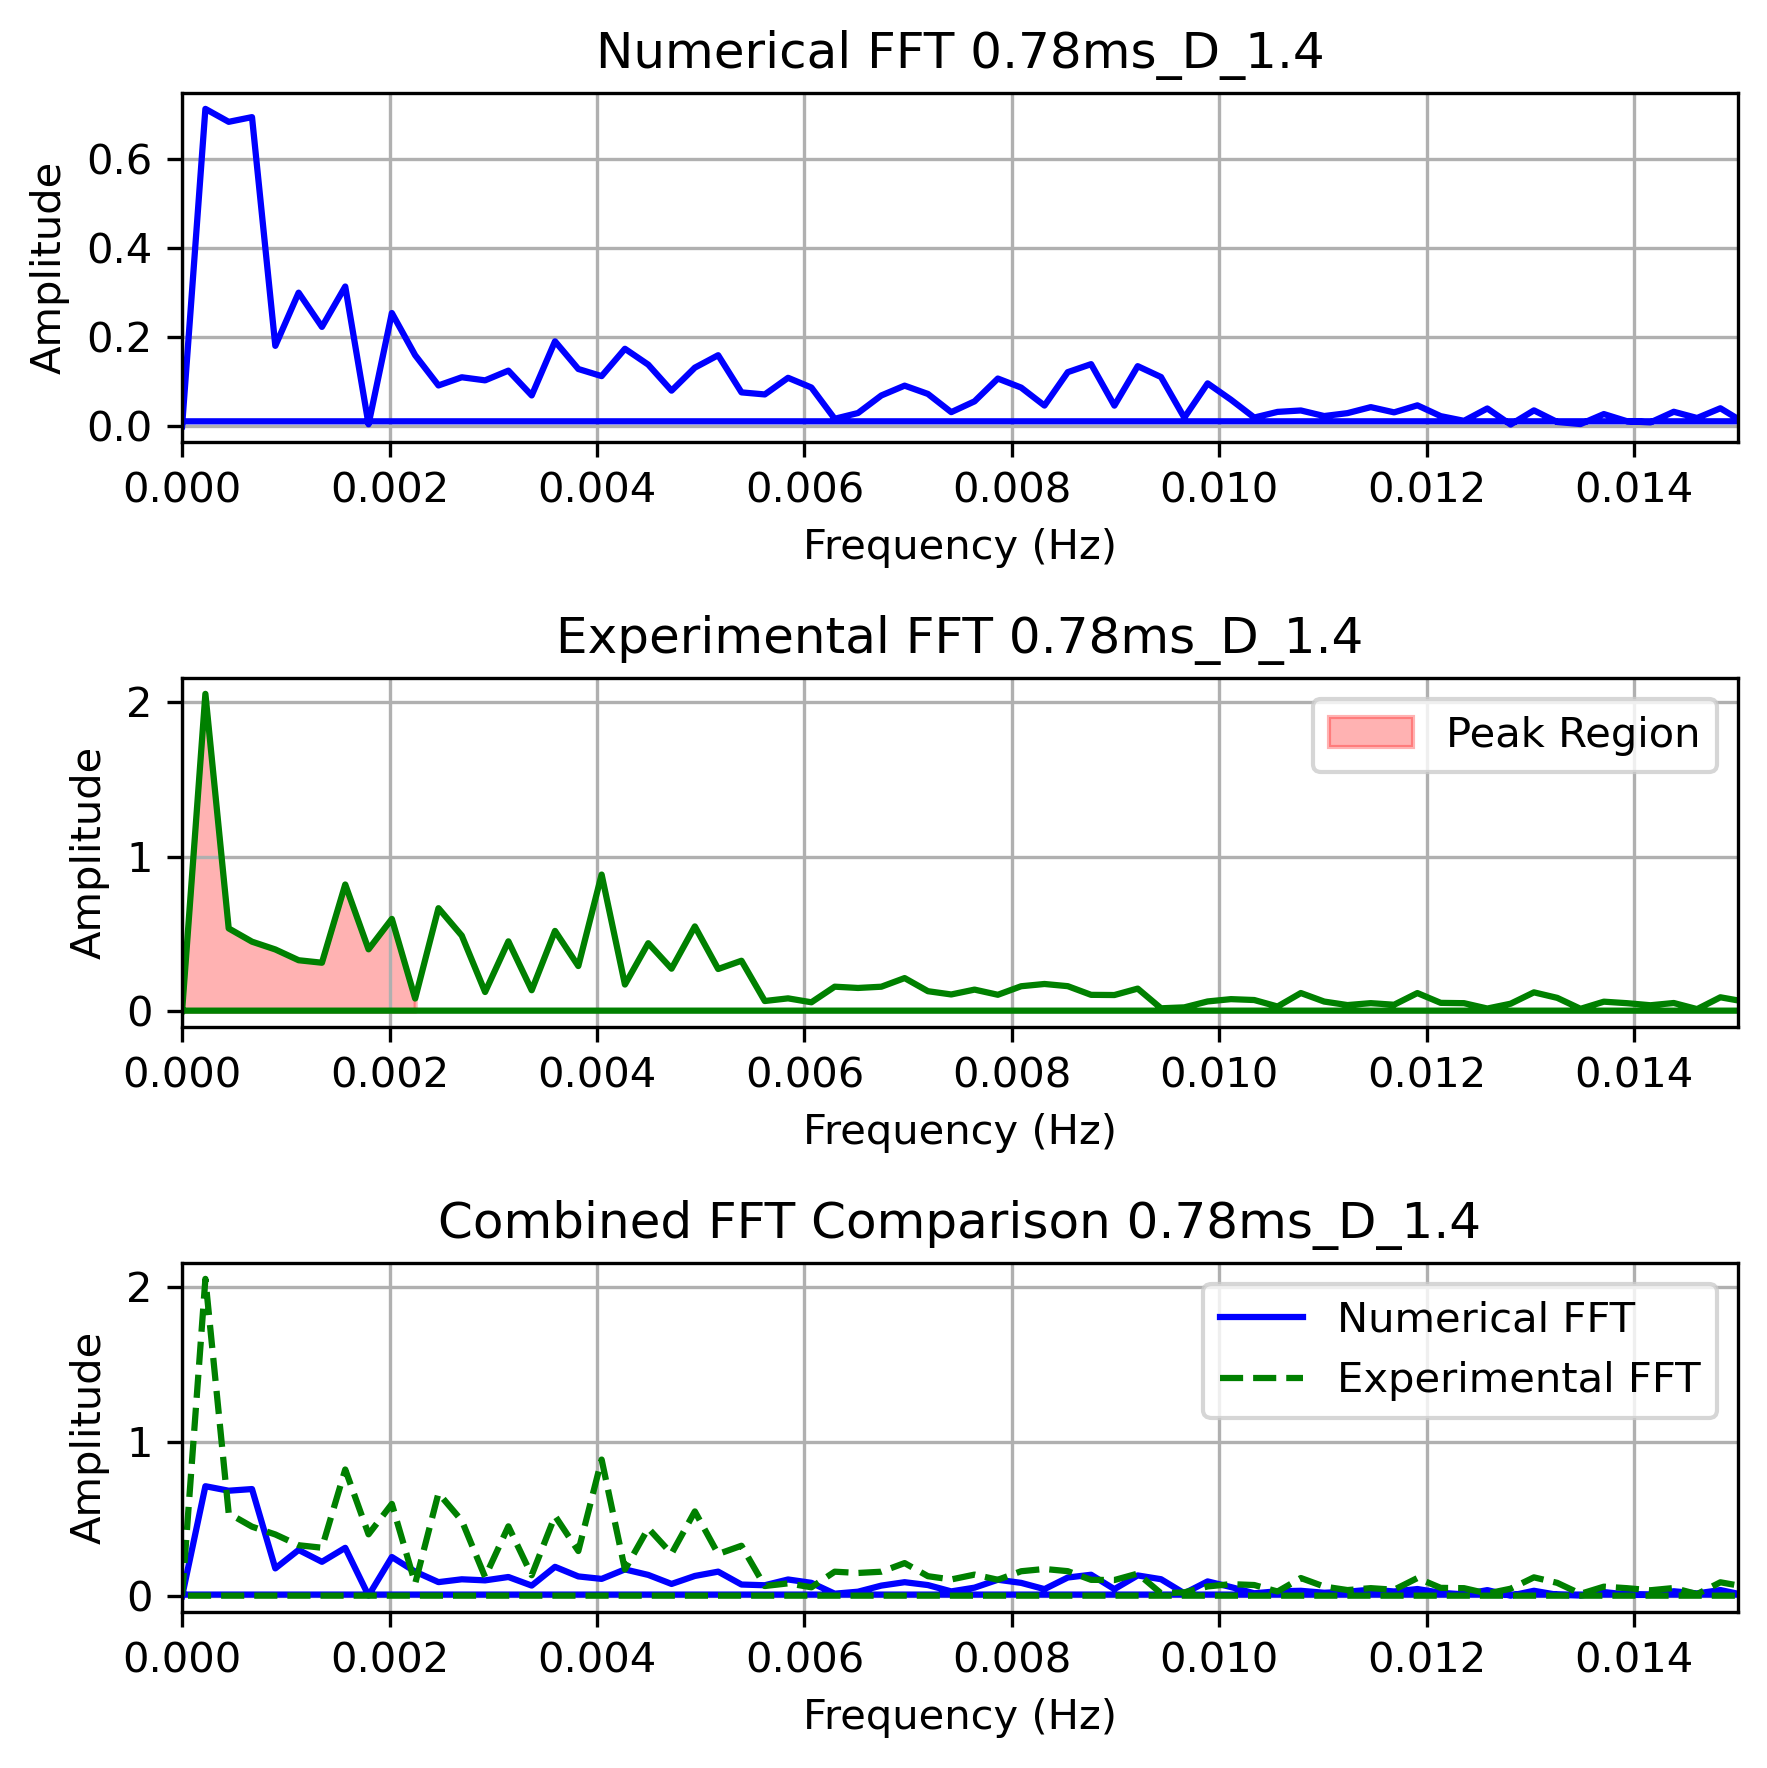 Numerical FFT 0.78ms_D_1.4
Amplitude
0.6
0.4
0.2
0.0
0.000 0.002 0.004 0.006 0.008 0.010 0.012 0.014
Frequency (Hz)
Experimental FFT 0.78ms_D_1.4
Amplitude
2
1
0
Peak Region
0.000 0.002 0.004 0.006 0.008 0.010 0.012 0.014
Frequency (Hz)
Combined FFT Comparison 0.78ms_D_1.4
Amplitude
2
1
0
Numerical FFT
Experimental FFT
0.000 0.002 0.004 0.006 0.008 0.010 0.012 0.014
Frequency (Hz)